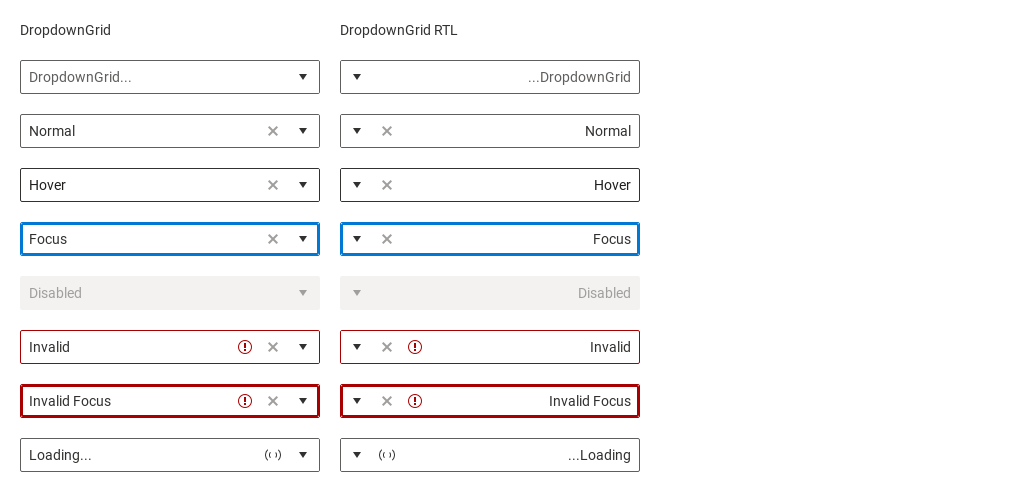 DropdownGrid
DropdownGrid RTL
DropdownGrid...
...DropdownGrid
Normal
Normal
Hover
Hover
Focus
Focus
Disabled
Disabled
Invalid
Invalid
Invalid Focus
Invalid Focus
Loading...
...Loading